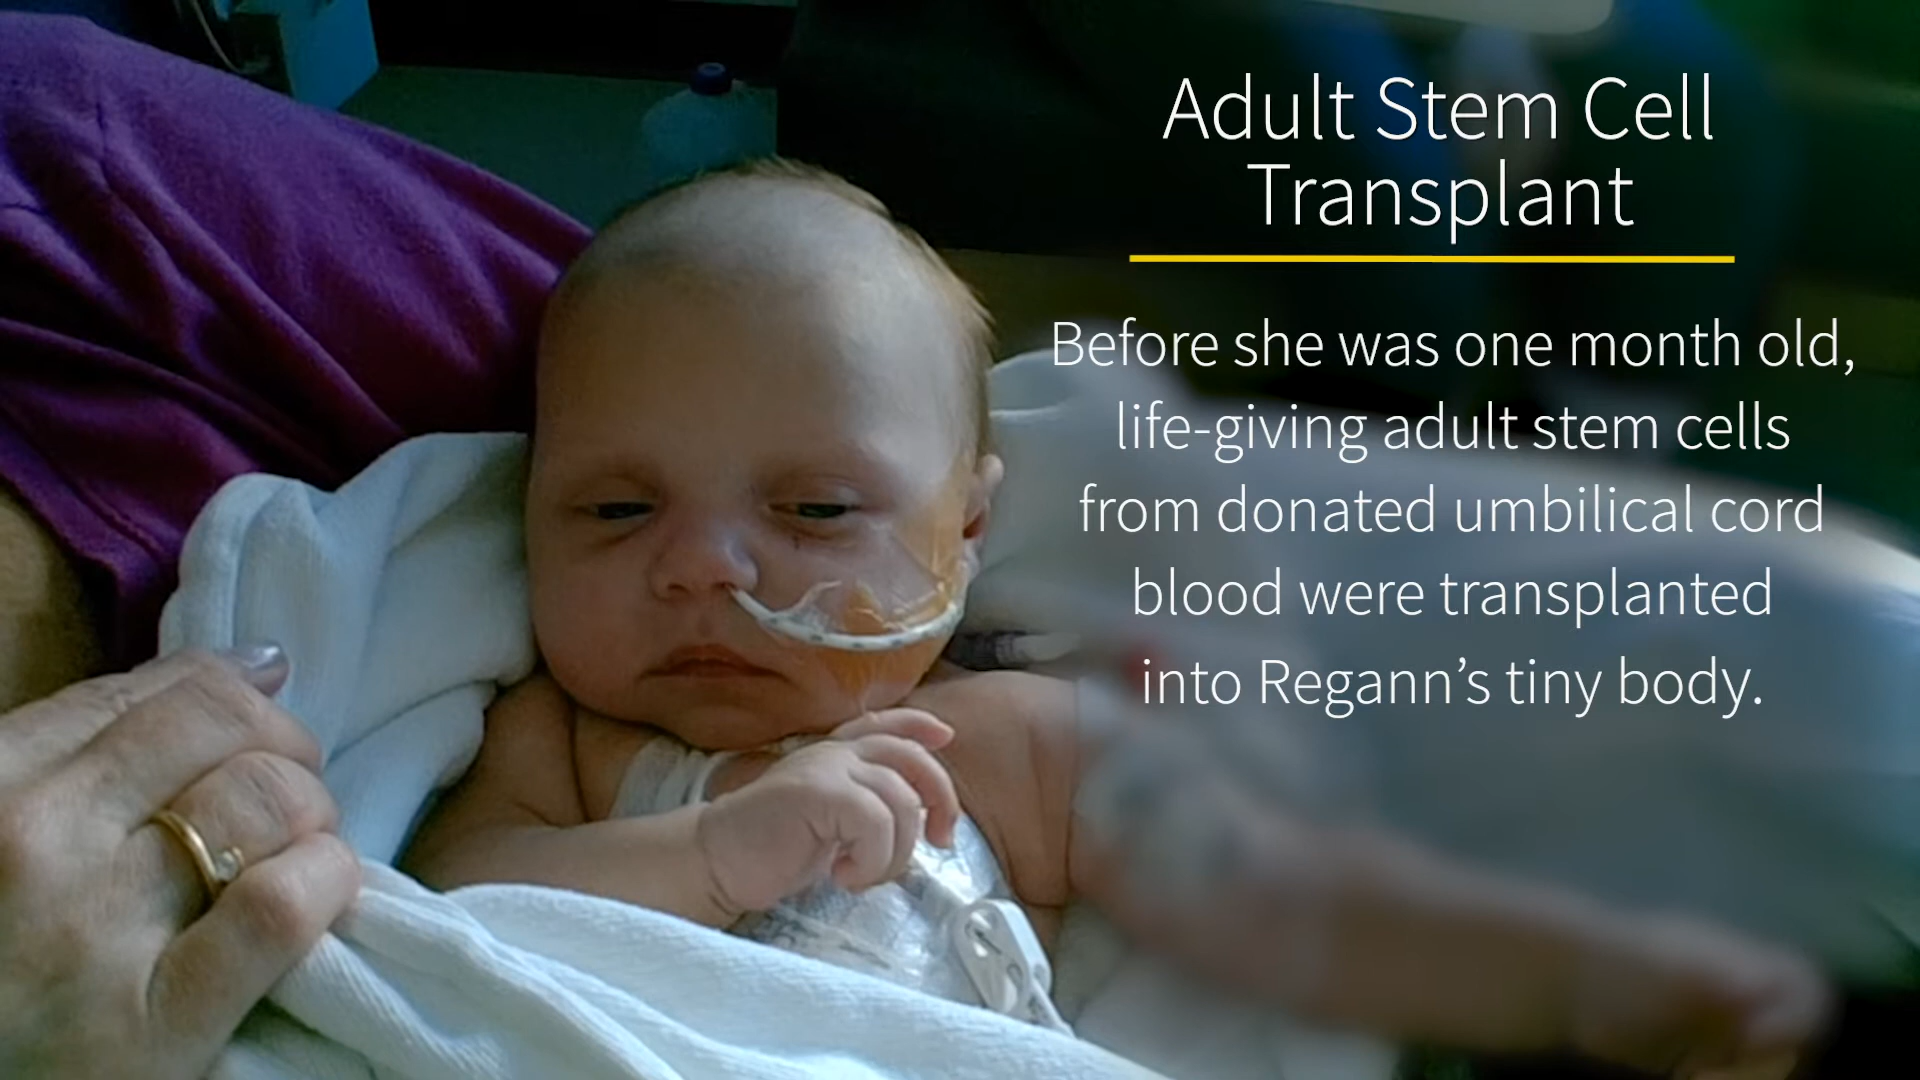 Adult Stem Cell
Transplant
Before she was one month old,
life-giving adult stem cells
from donated umbilical cord
blood were transplanted
into Regann’s tiny body.